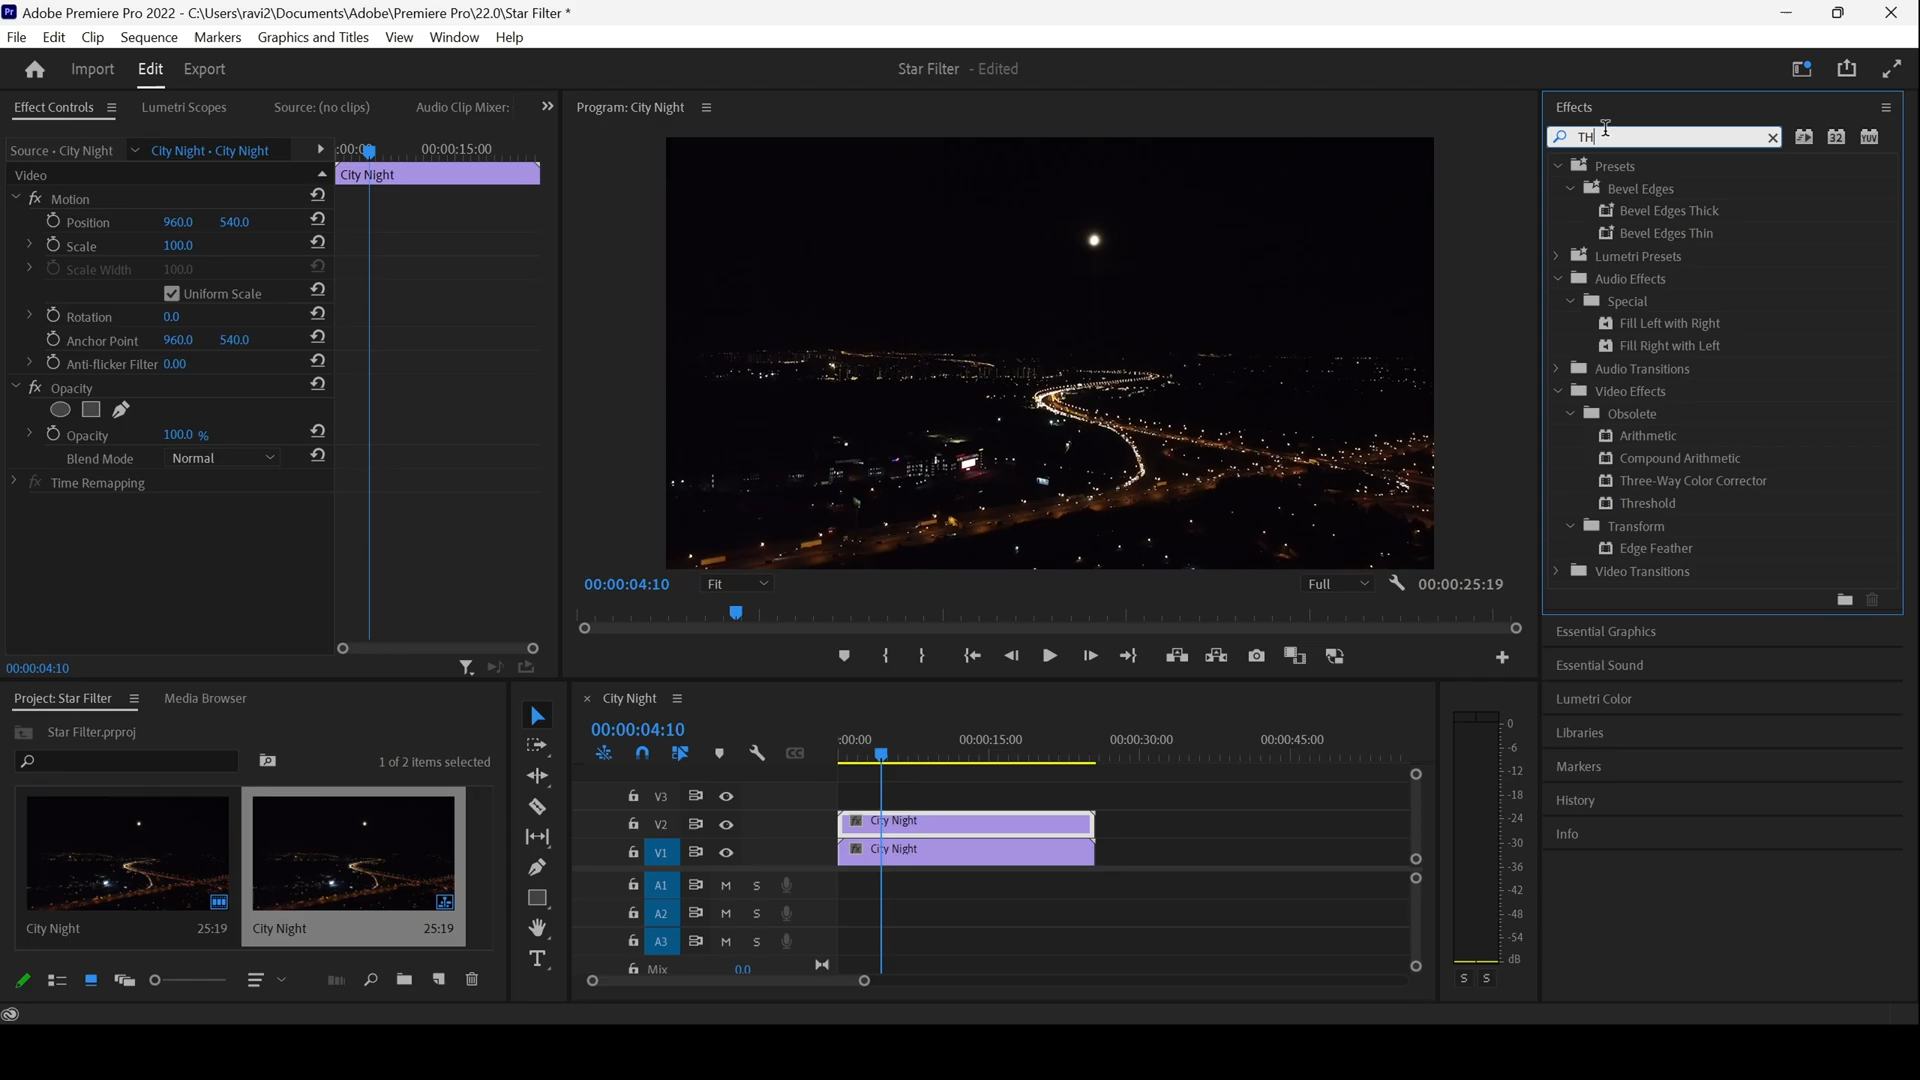 Pr Adobe Premiere Pro 2022 - C:\Users\ravi2\Documents\Adobe\Premiere Pro\22.0\Star Filter *
File Edit Clip Sequence Markers Graphics and Titles View Window Help
Import Edit Export
Star Filter - Edited
Effect Controls Lumetri Scopes Source: (no clips) Audio Clip Mixer:
Source • City Night City Night • City Night
:00:00 00:00:15:00
Video
City Night
Motion
Position 960.0 540.0
Scale 100.0
Scale Width 100.0
Uniform Scale
Rotation 0.0
Anchor Point 960.0 540.0
Anti-flicker Filter 0.00
Opacity
Opacity 100.0 %
Blend Mode Normal
Time Remapping
00:00:04:10
Program: City Night
00:00:04:10 Fit Full 00:00:25:19
Effects
TH
32 YUV
Presets
Bevel Edges
Bevel Edges Thick
Bevel Edges Thin
Lumetri Presets
Audio Effects
Special
Fill Left with Right
Fill Right with Left
Audio Transitions
Video Effects
Obsolete
Arithmetic
Compound Arithmetic
Three-Way Color Corrector
Threshold
Transform
Edge Feather
Video Transitions
Essential Graphics
Essential Sound
Lumetri Color
Libraries
Markers
History
Info
Project: Star Filter Media Browser
Star Filter.prproj
1 of 2 items selected
City Night 25:19
City Night 25:19
City Night
00:00:04:10
:00:00 00:00:15:00 00:00:30:00 00:00:45:00
V3
V2 City Night
V1 City Night
A1 M S
A2 M S
A3 M S
Mix 0.0
0
-6
-12
-18
-24
-30
-36
-42
-48
-54
dB
S S